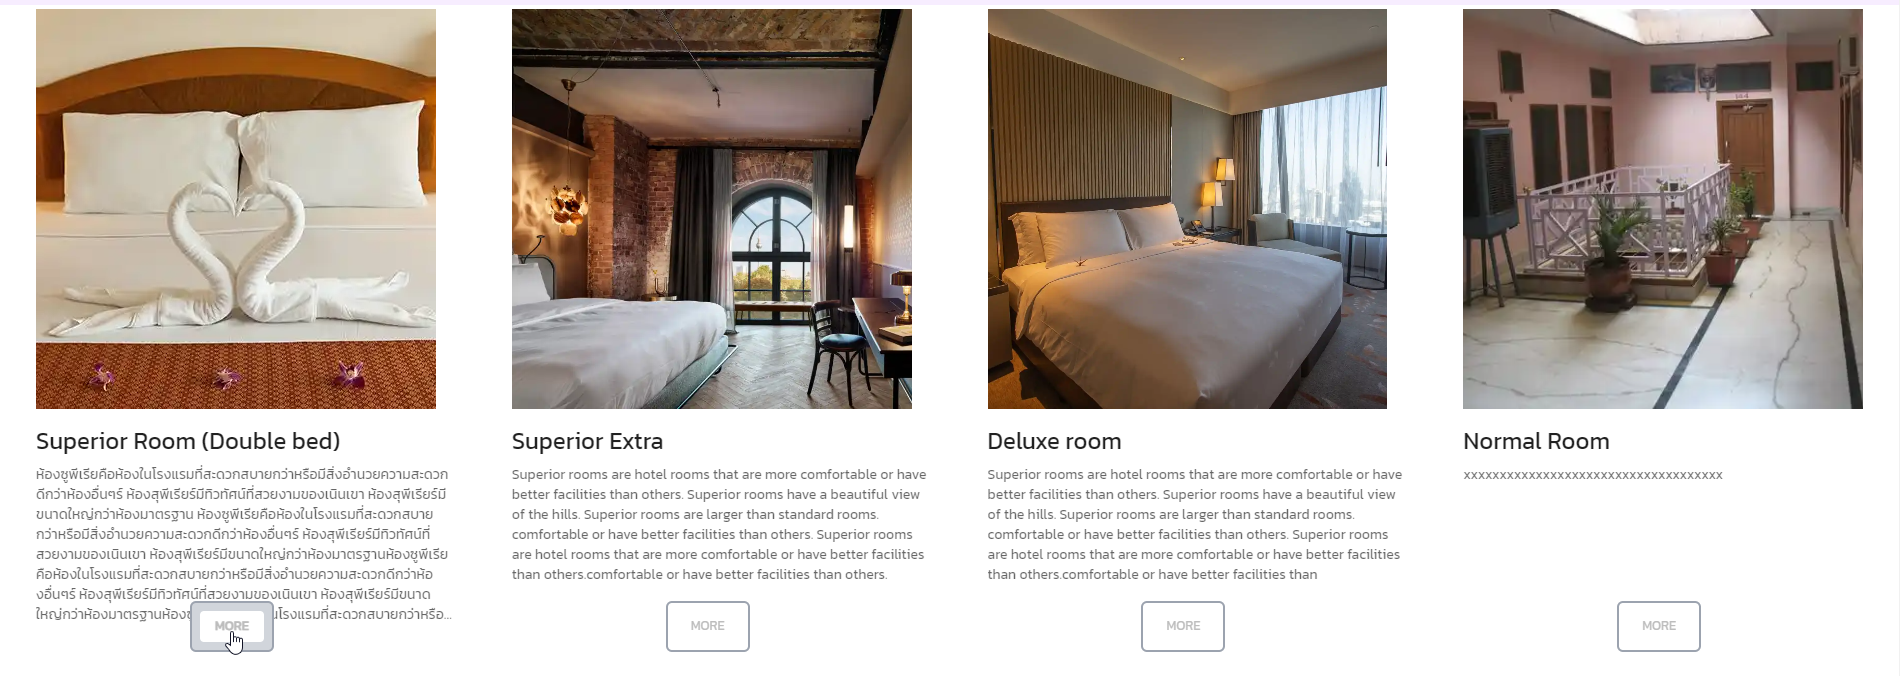 Superior Room (Double bed)
ห้องซูพีเรียคือห้องในโรงแรมที่สะดวกสบายกว่าหรือมีสิ่งอำนวยความสะดวก
ดีกว่าห้องอื่นๆร์ ห้องสุพีเรียร์มีทิวทัศน์ที่สวยงามของเนินเขา ห้องสุพีเรียร์มี
ขนาดใหญ่กว่าห้องมาตรฐาน ห้องซูพีเรียคือห้องในโรงแรมที่สะดวกสบาย
กว่าหรือมีสิ่งอำนวยความสะดวกดีกว่าห้องอื่นๆร์ ห้องสุพีเรียร์มีทิวทัศน์ที่
สวยงามของเนินเขา ห้องสุพีเรียร์มีขนาดใหญ่กว่าห้องมาตรฐานห้องซูพีเรีย
คือห้องในโรงแรมที่สะดวกสบายกว่าหรือมีสิ่งอำนวยความสะดวกดีกว่าห้อ
งอื่นๆร์ ห้องสุพีเรียร์มีทิวทัศน์ที่สวยงามของเนินเขา ห้องสุพีเรียร์มีขนาด
ใหญ่กว่าห้องมาตรฐานห้อง นโรงแรมที่สะดวกสบายกว่าหรือ...
MORE
Superior Extra
Superior rooms are hotel rooms that are more comfortable or have
better facilities than others. Superior rooms have a beautiful view
of the hills. Superior rooms are larger than standard rooms.
comfortable or have better facilities than others. Superior rooms
are hotel rooms that are more comfortable or have better facilities
than others.comfortable or have better facilities than others.
MORE
Deluxe room
Superior rooms are hotel rooms that are more comfortable or have
better facilities than others. Superior rooms have a beautiful view
of the hills. Superior rooms are larger than standard rooms.
comfortable or have better facilities than others. Superior rooms
are hotel rooms that are more comfortable or have better facilities
than others.comfortable or have better facilities than
MORE
Normal Room
xxxxxxxxxxxxxxxxxxxxxxxxxxxxxxxxxxxx
MORE